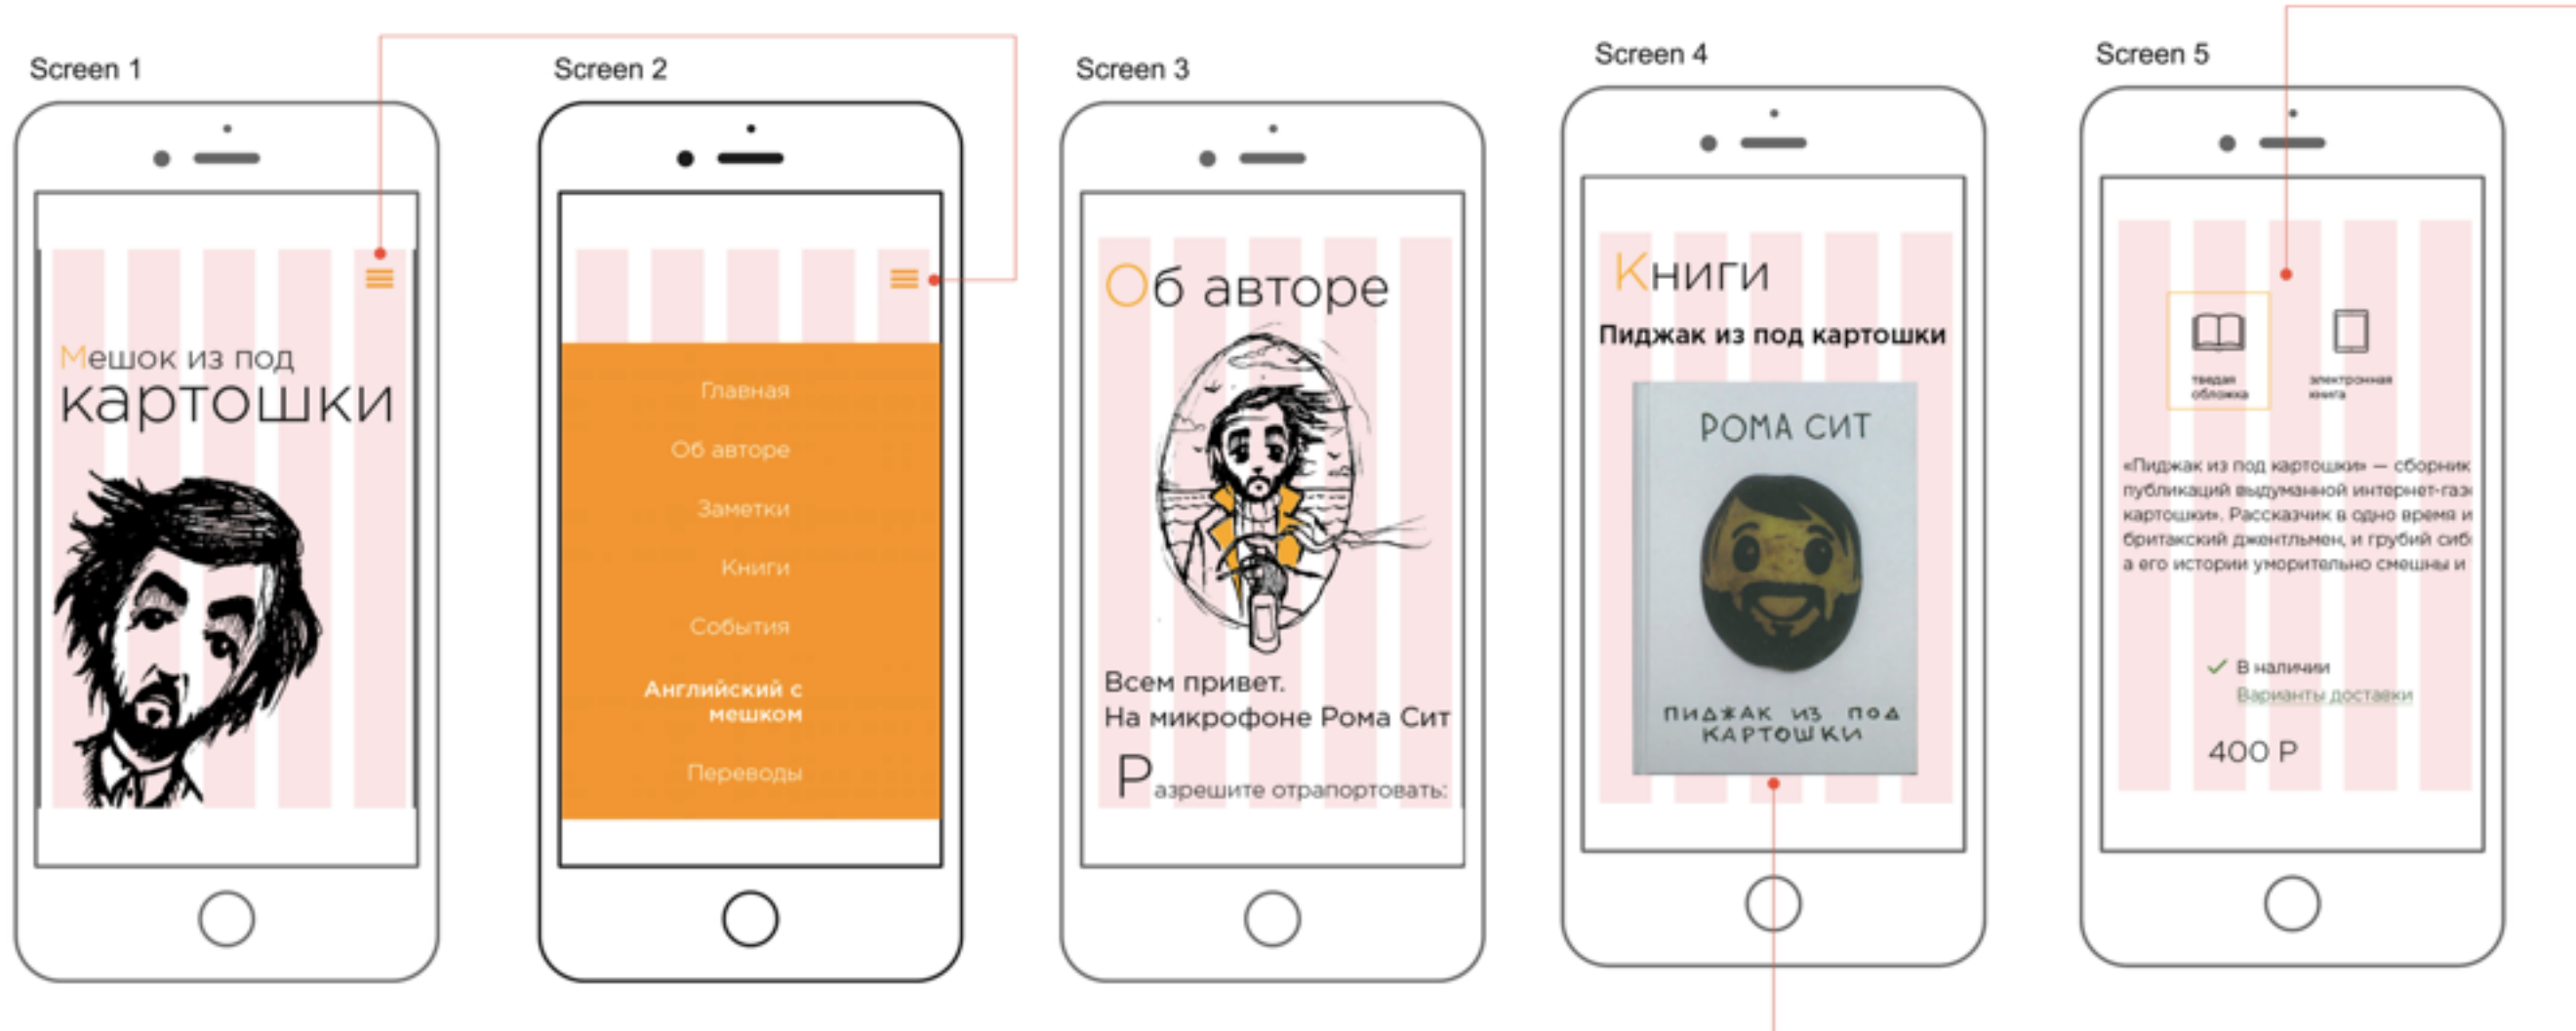 Screen 1
Мешок из под
картошки
Screen 2
Главная
Об авторе
Заметки
Книги
События
Английский с
мешком
Переводы
Screen 3
Об авторе
Всем привет.
На микрофоне Рома Сит
Разрешите отрапортовать:
Screen 4
Книги
Пиджак из под картошки
РОМА СИТ
ПИДЖАК ИЗ ПОД
КАРТОШКИ
Screen 5
твердая
обложка
электронная
книга
«Пиджак из под картошки» — сборник
публикаций выдуманной интернет-газ
картошки». Рассказчик в одно время и
британский джентльмен, и грубий сиб
а его истории уморительно смешны и
В наличии
Варианты доставки
400 Р